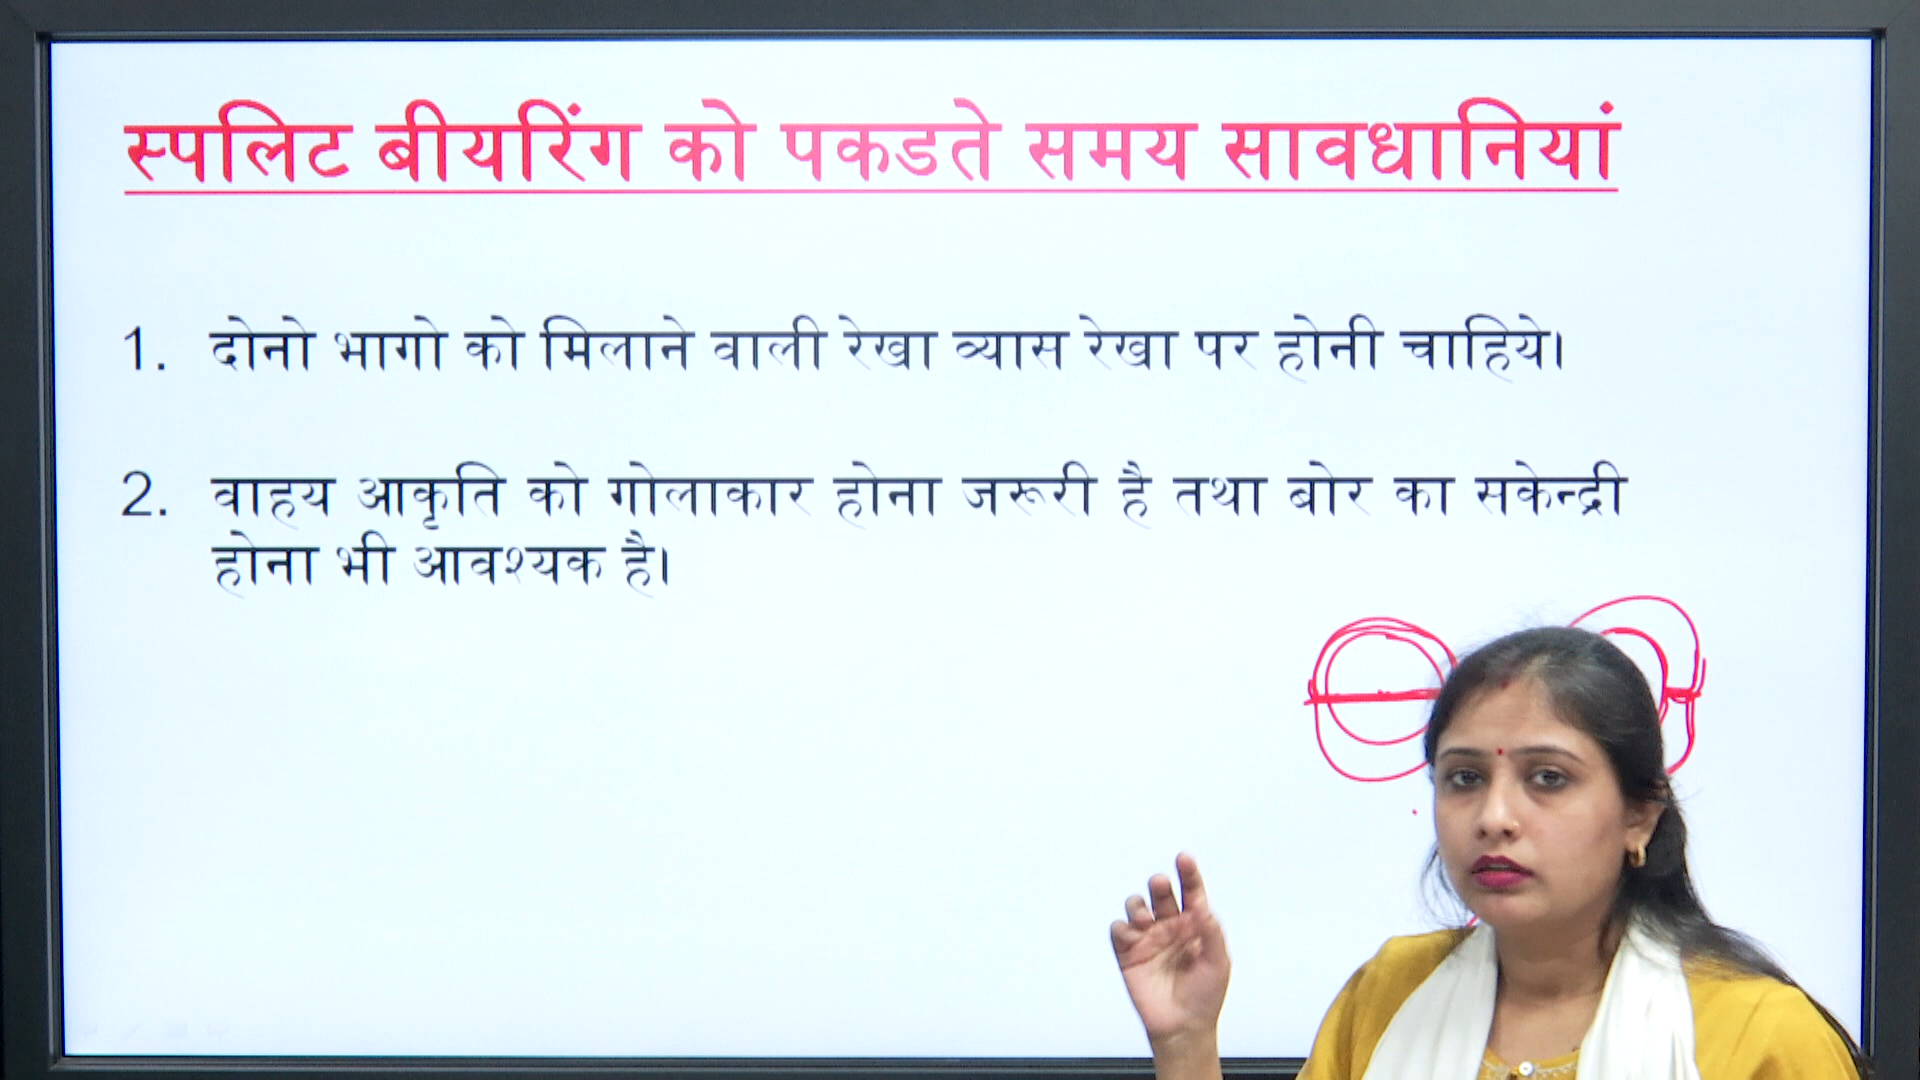 स्पलिट बीयरिंग को पकडते समय सावधानियां
1. दोनो भागो को मिलाने वाली रेखा व्यास रेखा पर होनी चाहिये।
2. वाहय आकृति को गोलाकार होना जरूरी है तथा बोर का सकेन्द्री
होना भी आवश्यक है।